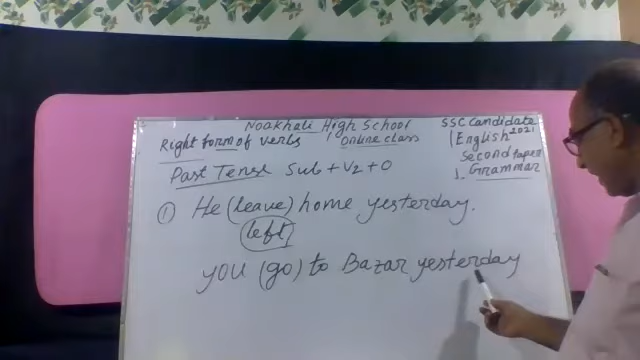 Noakhali High School
Online class
SSC Candidate 2021
English
Second paper
1. Grammar
Right form of verbs
Past Tense Sub + V2 + O
① He (leave) home yesterday.
left
you (go) to Bazar yesterday